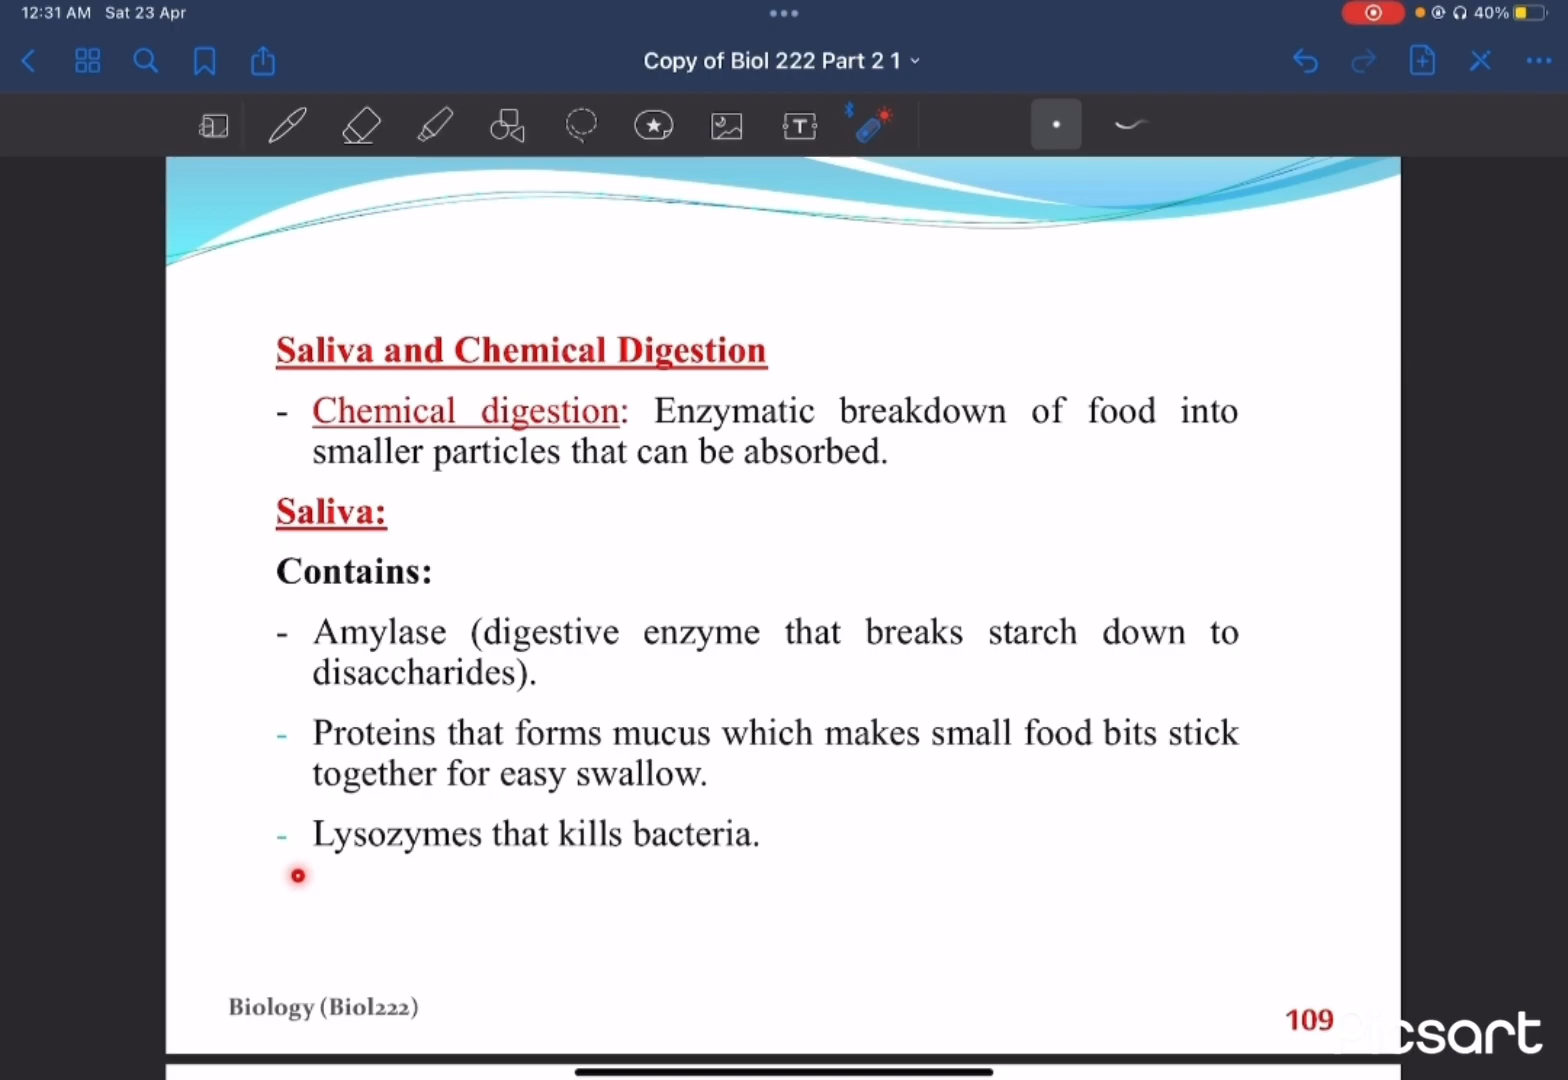 12:31 AM Sat 23 Apr
40%
Copy of Biol 222 Part 2 1
T
Saliva and Chemical Digestion
- Chemical digestion: Enzymatic breakdown of food into
smaller particles that can be absorbed.
Saliva:
Contains:
- Amylase (digestive enzyme that breaks starch down to
disaccharides).
- Proteins that forms mucus which makes small food bits stick
together for easy swallow.
- Lysozymes that kills bacteria.
Biology (Biol222)
109
Picsart